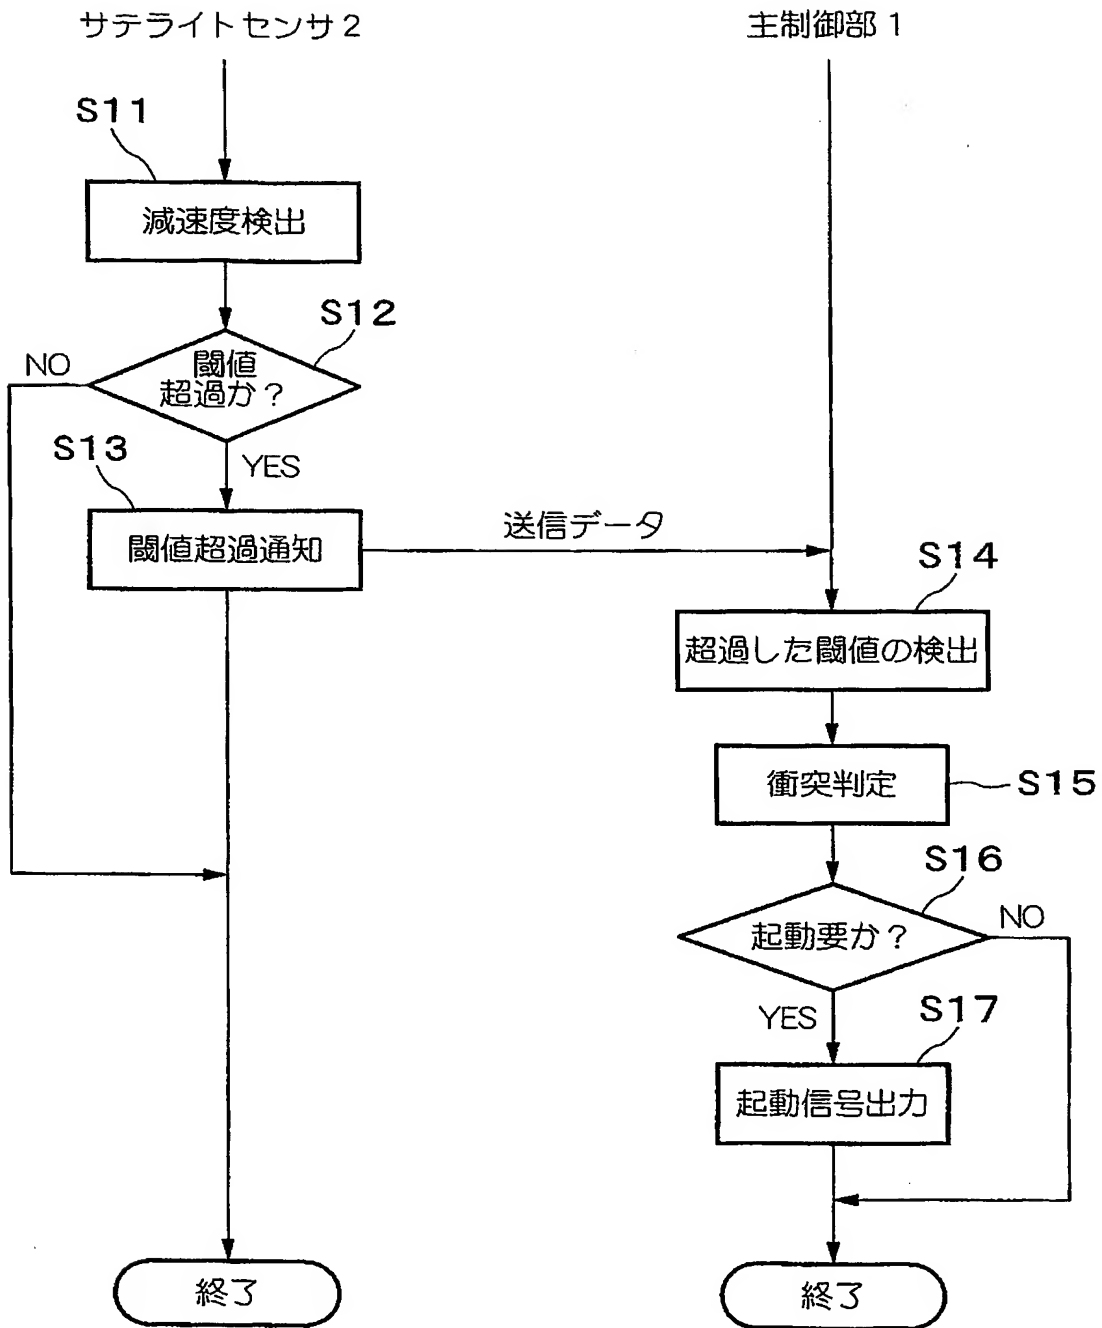 サテライトセンサ2
主制御部1
S11
減速度検出
S12
閾値
超過か?
NO
YES
S13
閾値超過通知
送信データ
S14
超過した閾値の検出
衝突判定
S15
S16
起動要か?
NO
YES
S17
起動信号出力
終了
終了